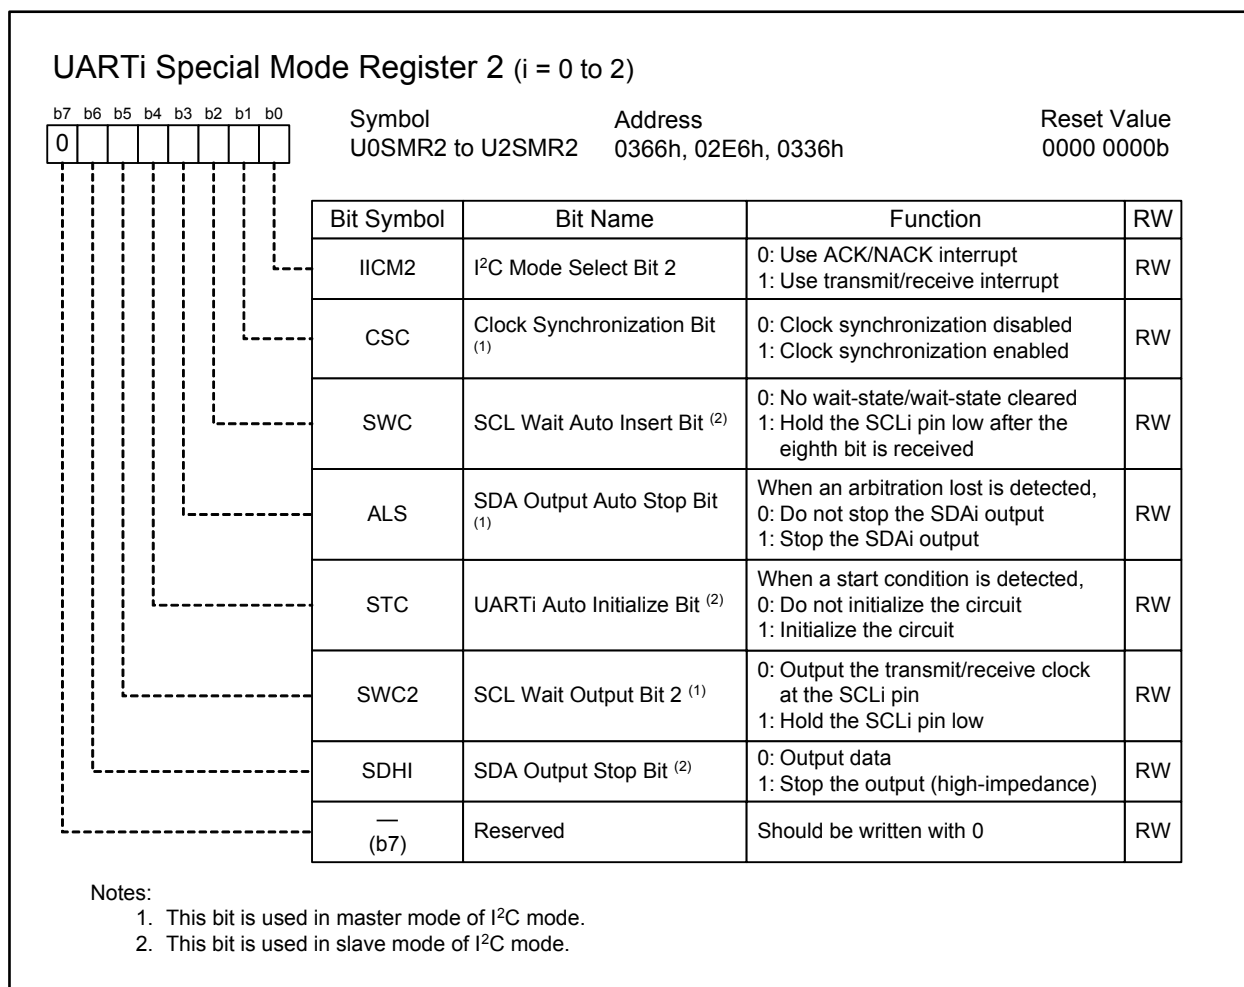 UARTi Special Mode Register 2 (i = 0 to 2)
b7 b6 b5 b4 b3 b2 b1 b0
0
Symbol Address Reset Value
U0SMR2 to U2SMR2 0366h, 02E6h, 0336h 0000 0000b
Bit Symbol Bit Name Function RW
IICM2 I²C Mode Select Bit 2 0: Use ACK/NACK interrupt
1: Use transmit/receive interrupt RW
CSC Clock Synchronization Bit
(1) 0: Clock synchronization disabled
1: Clock synchronization enabled RW
SWC SCL Wait Auto Insert Bit (2) 0: No wait-state/wait-state cleared
1: Hold the SCLi pin low after the
eighth bit is received RW
ALS SDA Output Auto Stop Bit
(1) When an arbitration lost is detected,
0: Do not stop the SDAi output
1: Stop the SDAi output RW
STC UARTi Auto Initialize Bit (2) When a start condition is detected,
0: Do not initialize the circuit
1: Initialize the circuit RW
SWC2 SCL Wait Output Bit 2 (1) 0: Output the transmit/receive clock
at the SCLi pin
1: Hold the SCLi pin low RW
SDHI SDA Output Stop Bit (2) 0: Output data
1: Stop the output (high-impedance) RW
—
(b7) Reserved Should be written with 0 RW
Notes:
1. This bit is used in master mode of I²C mode.
2. This bit is used in slave mode of I²C mode.